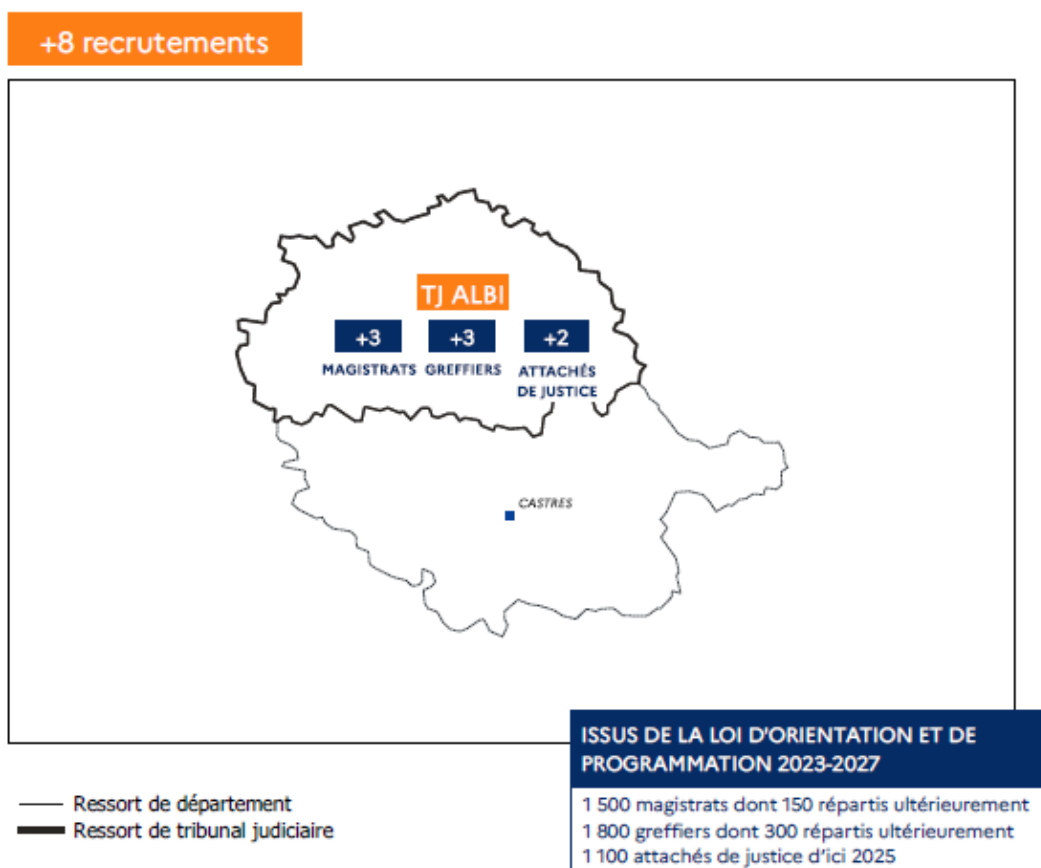 +8 recrutements
TJ ALBI
+3
+3
+2
MAGISTRATS
GREFFIERS
ATTACHÉS
DE JUSTICE
CASTRES
ISSUS DE LA LOI D'ORIENTATION ET DE
PROGRAMMATION 2023-2027
1 500 magistrats dont 150 répartis ultérieurement
1 800 greffiers dont 300 répartis ultérieurement
1 100 attachés de justice d'ici 2025
Ressort de département
Ressort de tribunal judiciaire